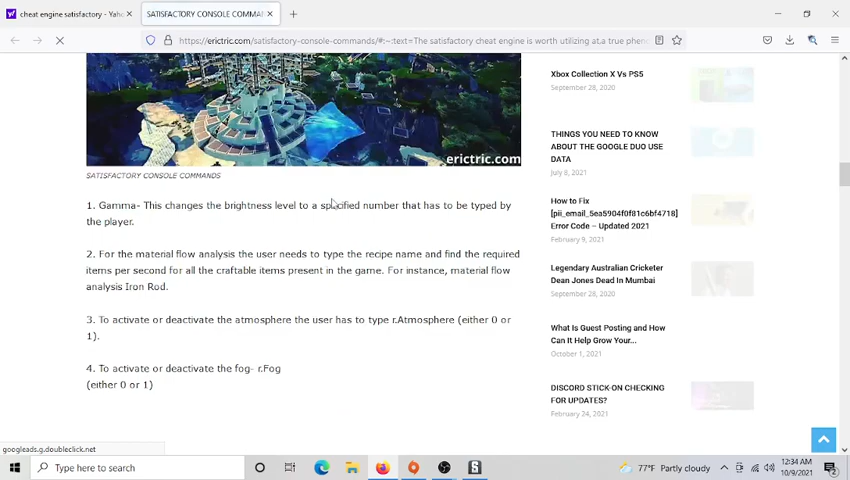 cheat engine satisfactory - Yaho
SATISFACTORY CONSOLE COMMAN
https://erictric.com/satisfactory-console-commands/#:~:text=The satisfactory cheat engine is worth utilizing at,a true phen
erictric.com
SATISFACTORY CONSOLE COMMANDS
1. Gamma- This changes the brightness level to a specified number that has to be typed by
the player.
2. For the material flow analysis the user needs to type the recipe name and find the required
items per second for all the craftable items present in the game. For instance, material flow
analysis Iron Rod.
3. To activate or deactivate the atmosphere the user has to type r.Atmosphere (either 0 or
1).
4. To activate or deactivate the fog- r.Fog
(either 0 or 1)
Xbox Collection X Vs PS5
September 28, 2020
THINGS YOU NEED TO KNOW
ABOUT THE GOOGLE DUO USE
DATA
July 8, 2021
How to Fix
[pii_email_5ea5904f0f81c6bf4718]
Error Code – Updated 2021
February 9, 2021
Legendary Australian Cricketer
Dean Jones Dead In Mumbai
September 28, 2020
What Is Guest Posting and How
Can It Help Grow Your...
October 1, 2021
DISCORD STICK-ON CHECKING
FOR UPDATES?
February 24, 2021
googleads.g.doubleclick.net
Type here to search
77°F Partly cloudy
12:34 AM
10/9/2021
2